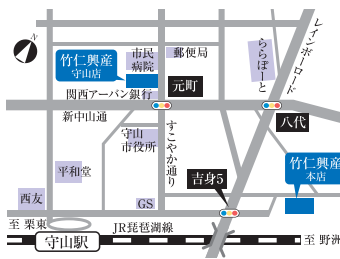 N
竹仁興産
守山店
市民
病院
郵便局
ららぽーと
レインボーロード
関西アーバン銀行
元町
新中山通
八代
守山
市役所
すこやか通り
平和堂
吉身5
竹仁興産
本店
西友
GS
至 栗東
JR琵琶湖線
守山駅
至 野洲